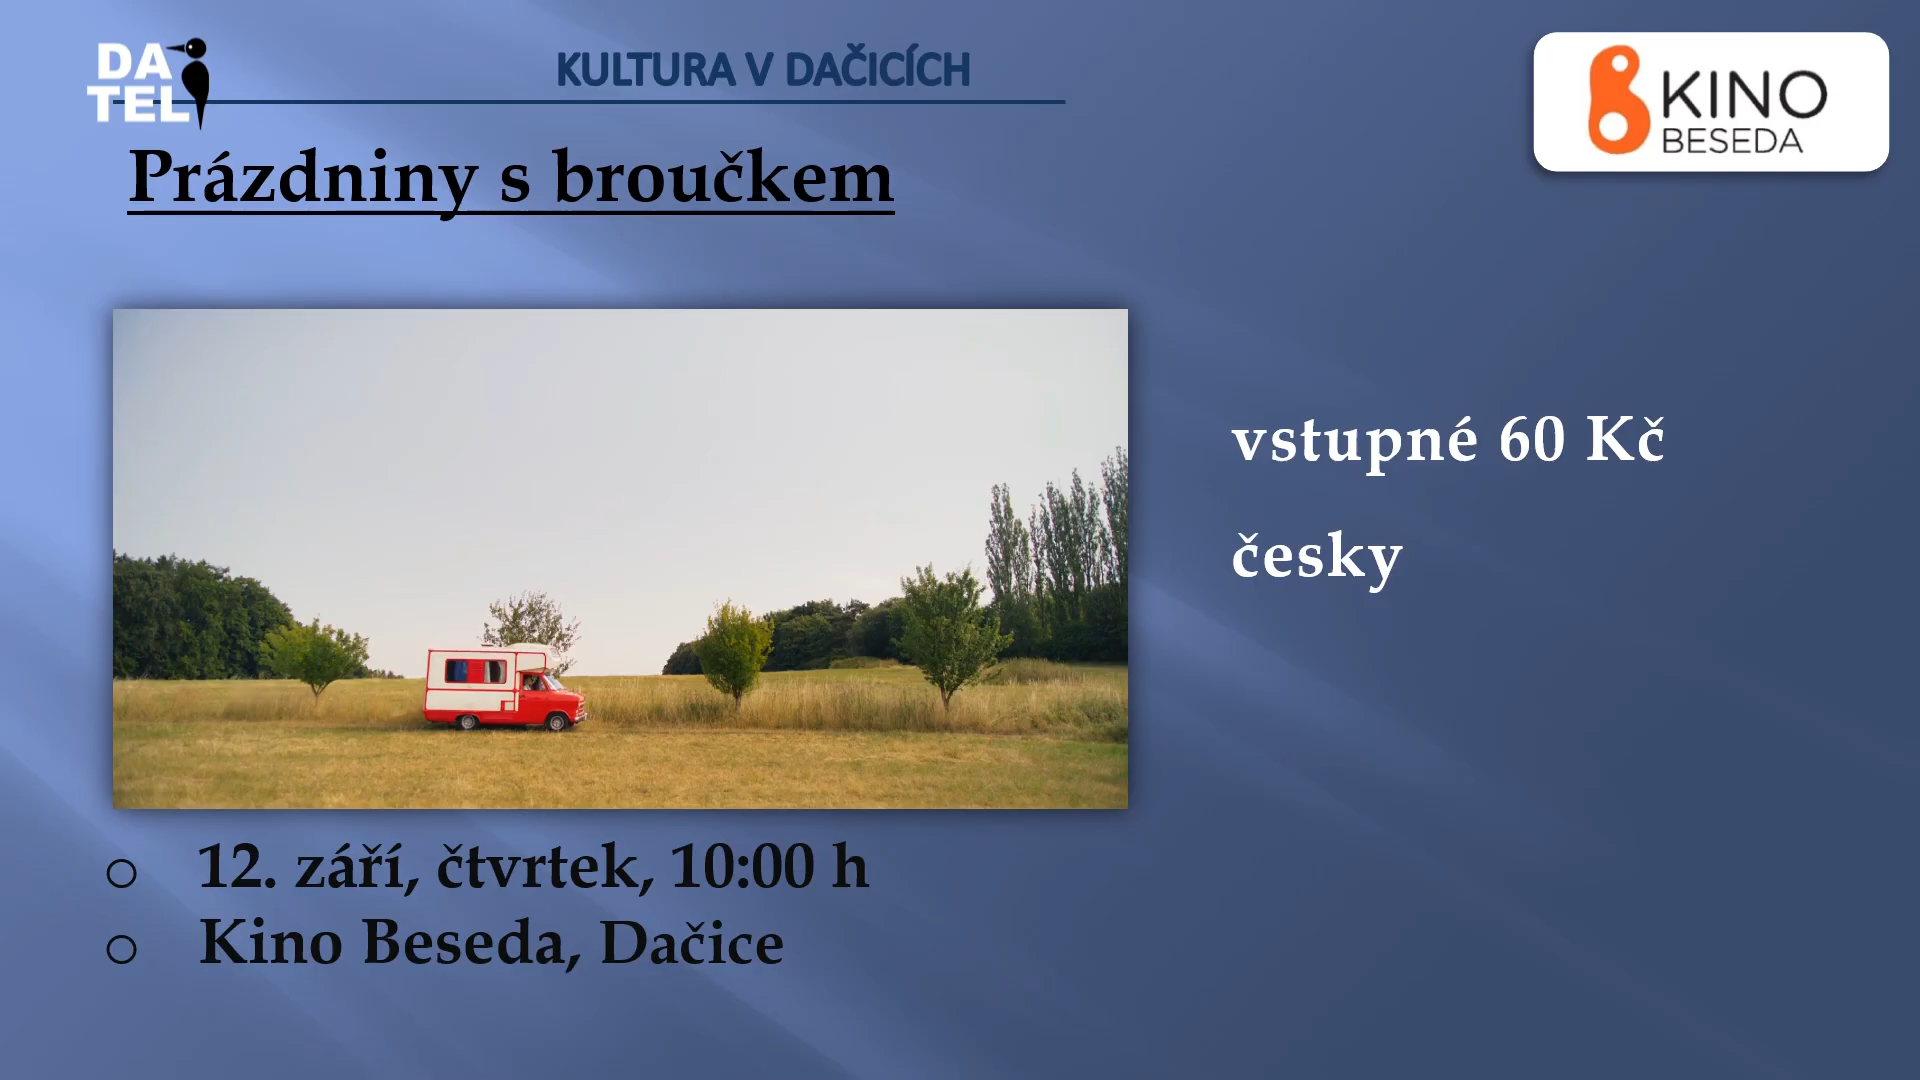 DA
TEL
KULTURA V DAČICÍCH
KINO
BESEDA
Prázdniny s broučkem
vstupné 60 Kč
česky
12. září, čtvrtek, 10:00 h
Kino Beseda, Dačice